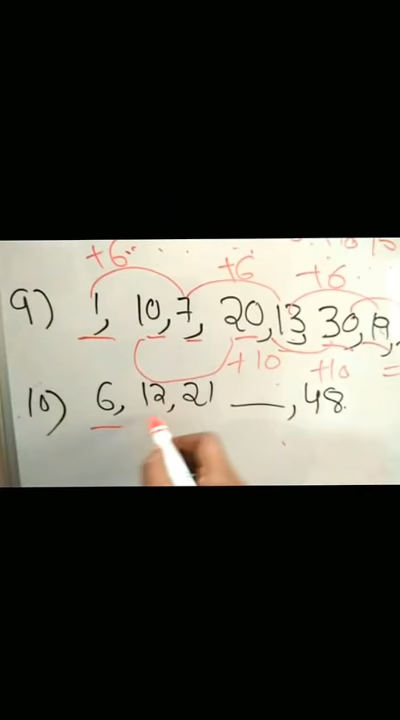 +6 +6 +6
9) 1, 10, 7, 20, 13, 30, 19,
+10 +10 =
10) 6, 12, 21 __, 48